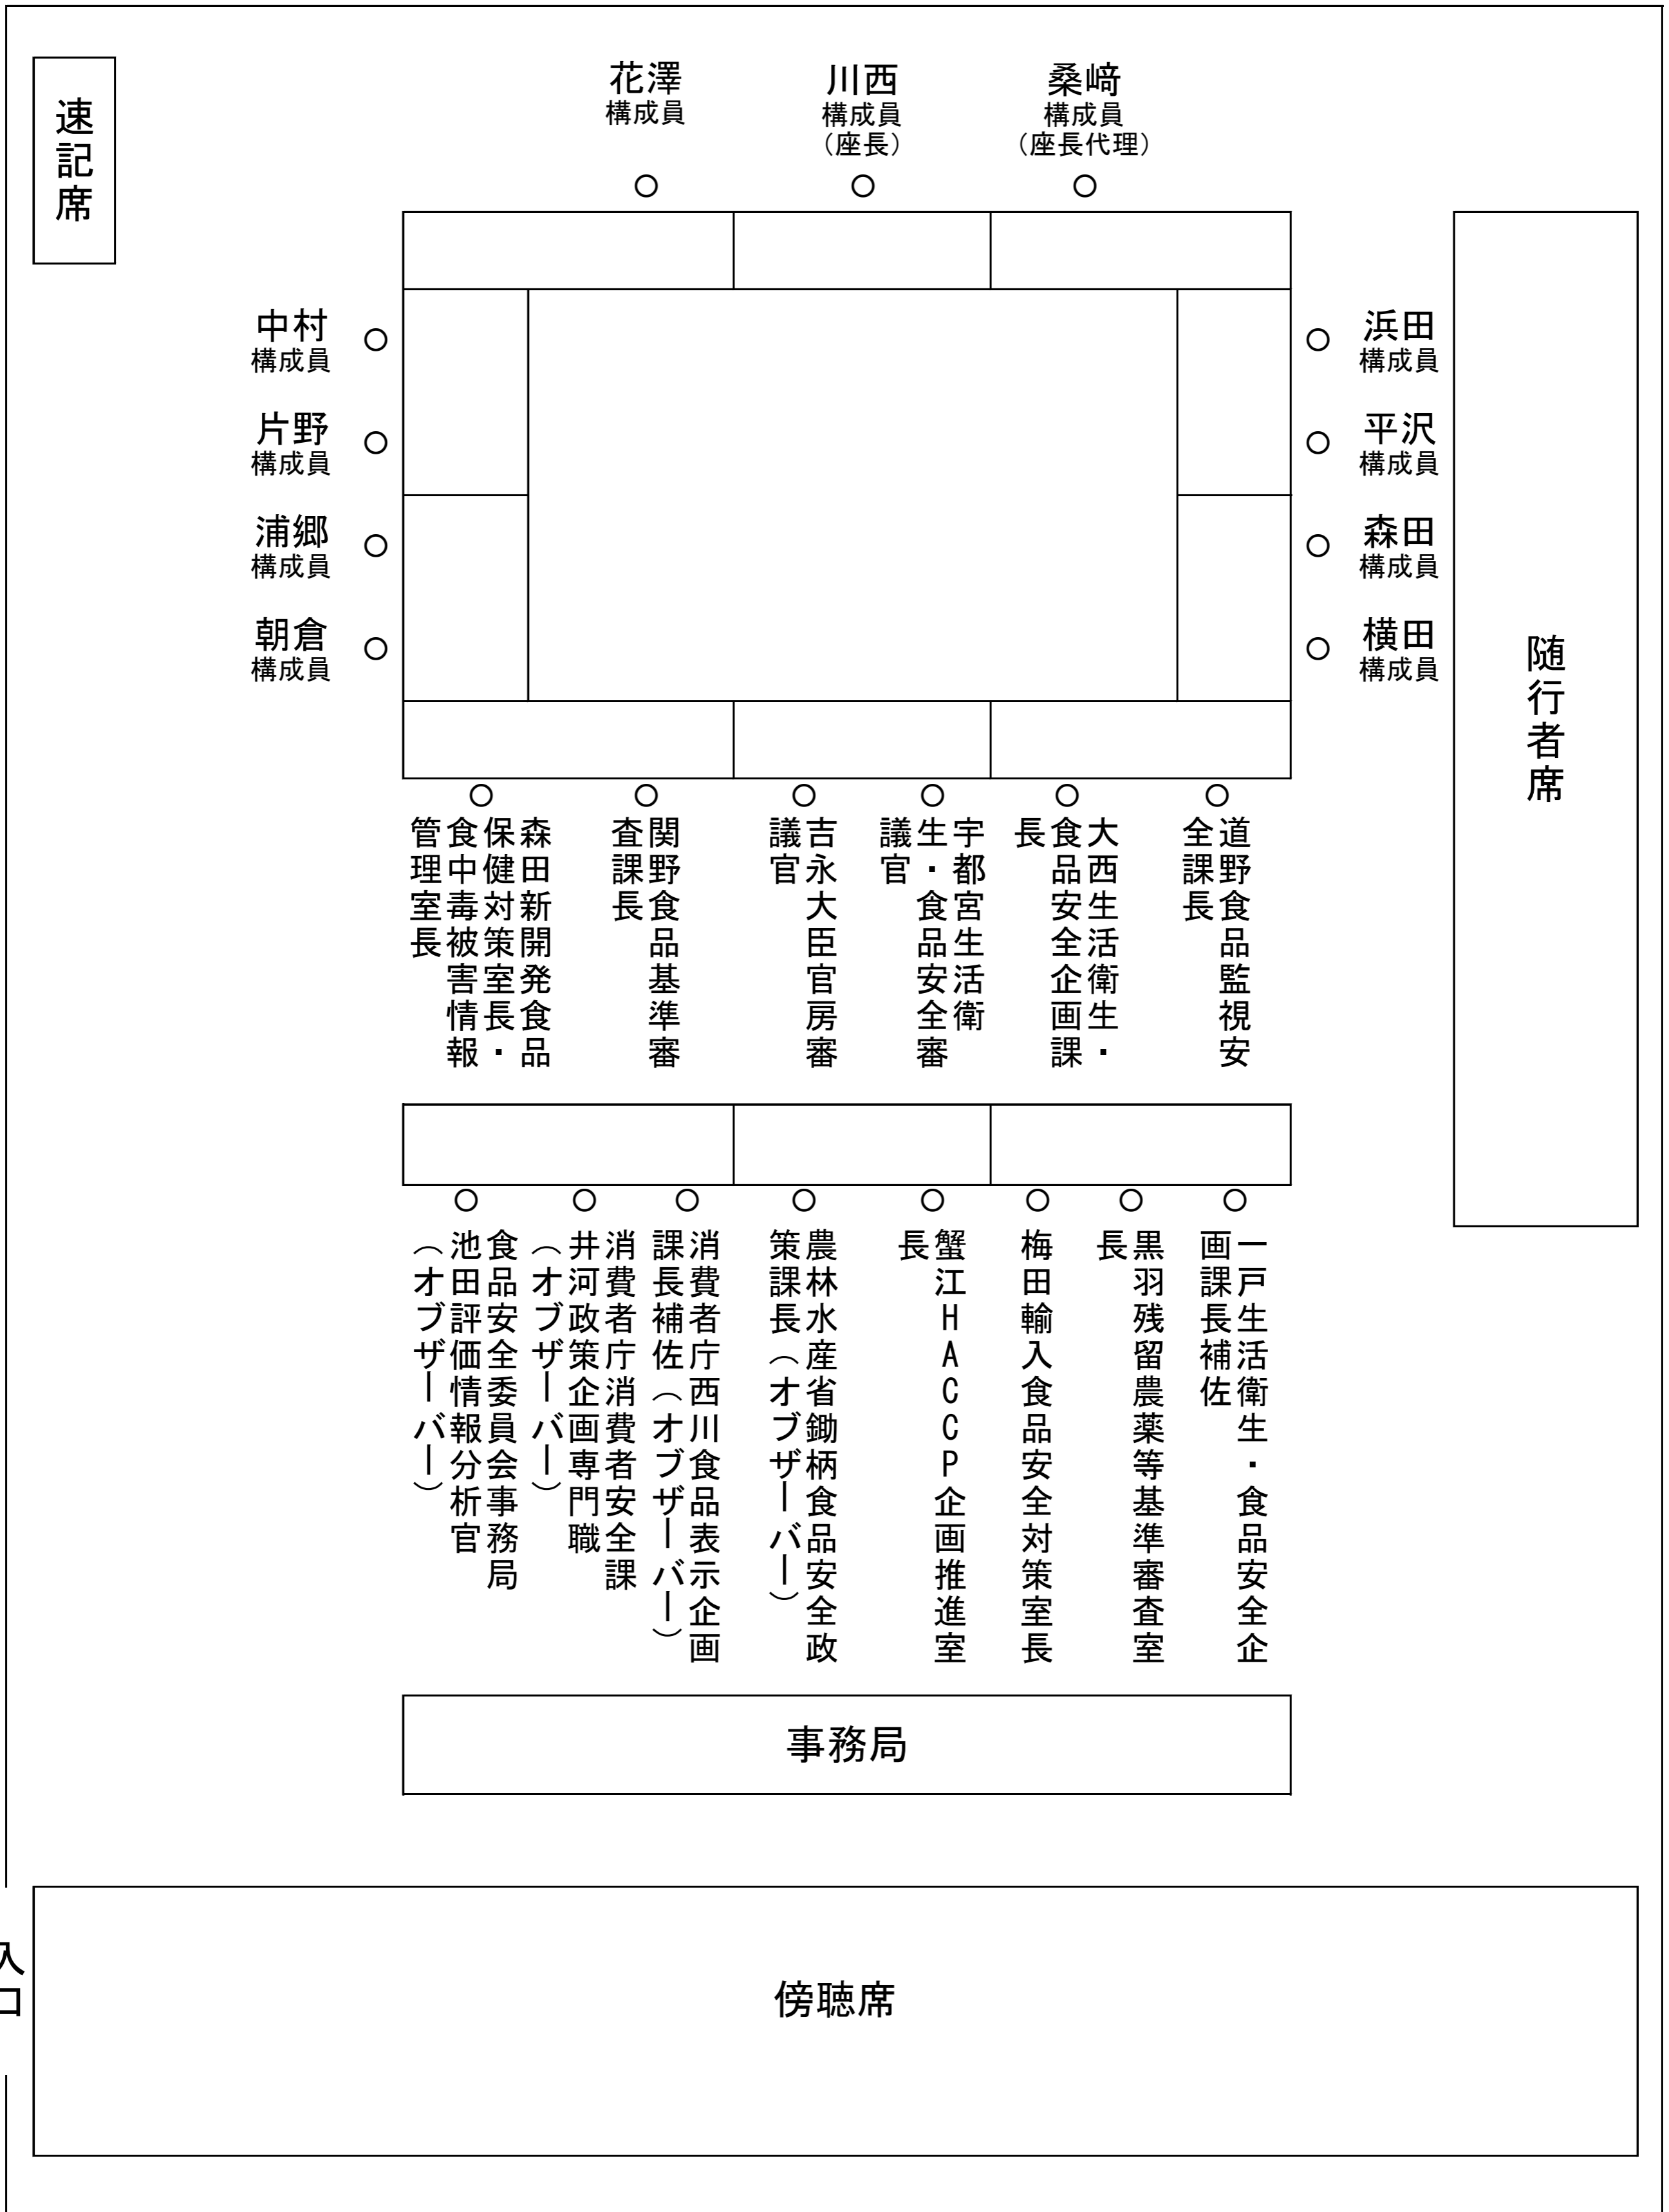 速記席
花澤
構成員
川西
構成員
（座長）
桑﨑
構成員
（座長代理）
中村
構成員
片野
構成員
浦郷
構成員
朝倉
構成員
浜田
構成員
平沢
構成員
森田
構成員
横田
構成員
随行者席
道野食品監視安
全課長
大西生活衛生・
食品安全企画課
長
宇都宮生活衛
生・食品安全審
議官
吉永大臣官房審
議官
関野食品基準審
査課長
森田新開発食品
保健対策室長・
食中毒被害情報
管理室長
一戸生活衛生・食品安全企
画課長補佐
黒羽残留農薬等基準審査室
長
梅田輸入食品安全対策室長
蟹江ＨＡＣＣＰ企画推進室
長
農林水産省鋤柄食品安全政
策課長（オブザーバー）
消費者庁西川食品表示企画
課長補佐（オブザーバー）
消費者庁消費者安全課
井河政策企画専門職
（オブザーバー）
食品安全委員会事務局
池田評価情報分析官
（オブザーバー）
事務局
入口
傍聴席